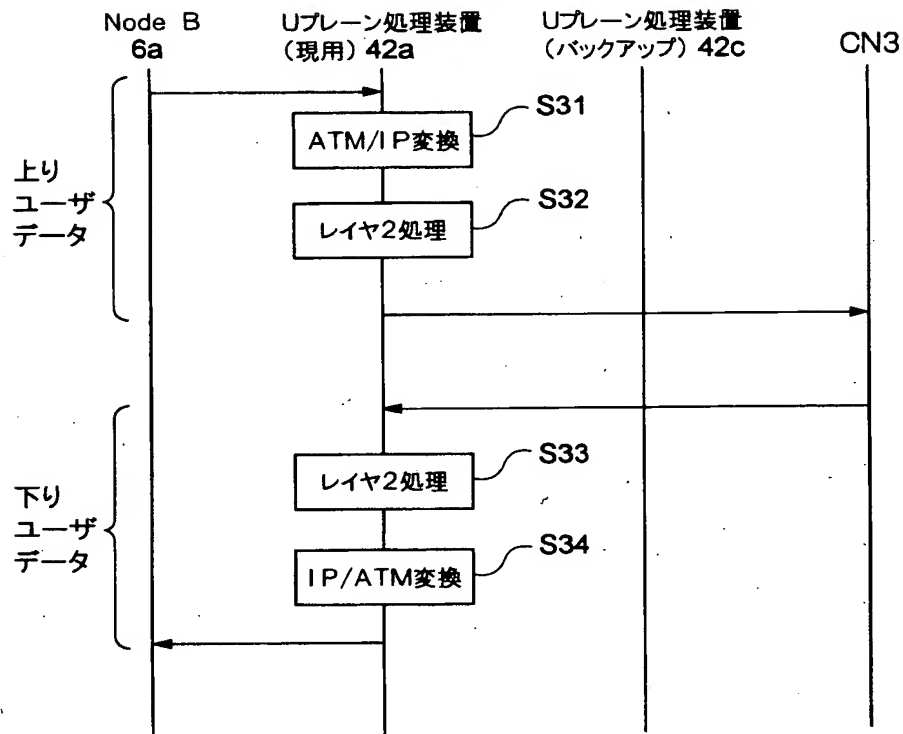 Node B
6a
Uプレーン処理装置
(現用) 42a
Uプレーン処理装置
(バックアップ) 42c
CN3
上り
ユーザ
データ
ATM/IP変換
S31
レイヤ2処理
S32
下り
ユーザ
データ
レイヤ2処理
S33
IP/ATM変換
S34